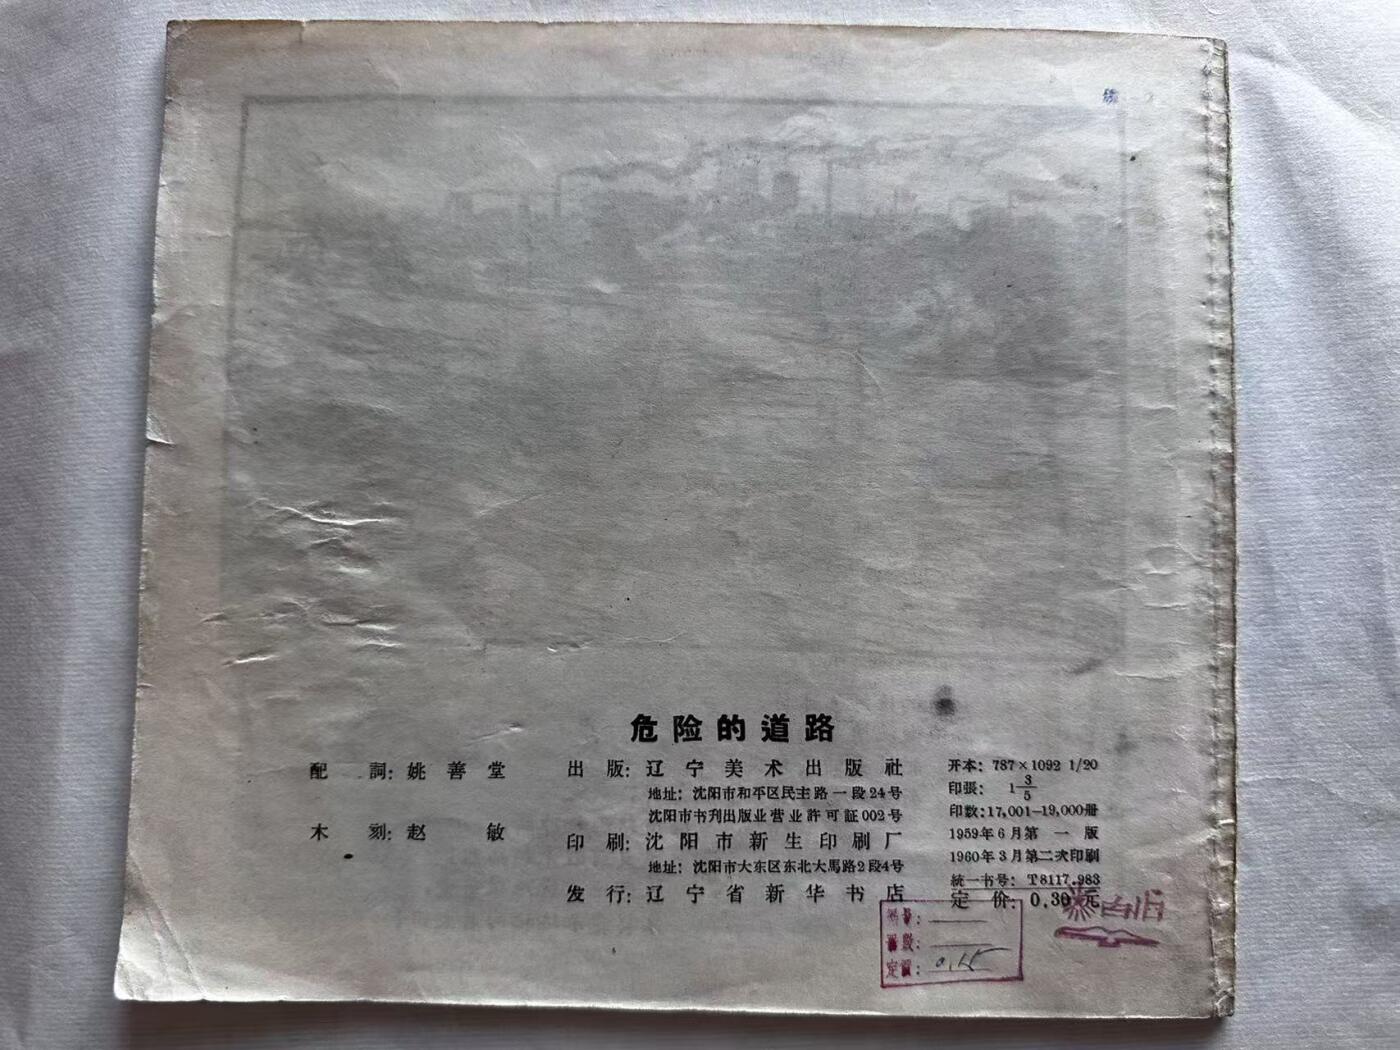 危险的道路
配詞：姚善堂
木刻：赵敏
出版：辽宁美术出版社
地址：沈阳市和平区民主路一段24号
沈阳市书刋出版业营业許可証002号
印刷：沈阳市新生印刷厂
地址：沈阳市大东区东北大馬路2段4号
发行：辽宁省新华书店
开本：787×1092 1/20
印張：1 3/5
印数：17,001—19,000册
1959年6月第一版
1960年3月第二次印刷
統一书号：T8117.983
定价：0.30元
定價：0.15